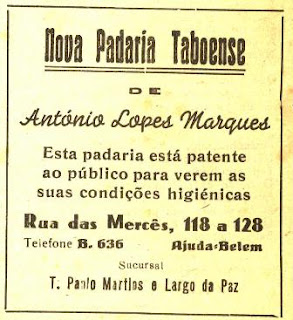 Nova Padaria Taboense
DE
António Lopes Marques
Esta padaria está patente
ao público para verem as
suas condições higiénicas
Rua das Mercês, 118 a 128
Telefone B. 636 Ajuda-Belem
Sucursal
T. Paulo Martins e Largo da Paz